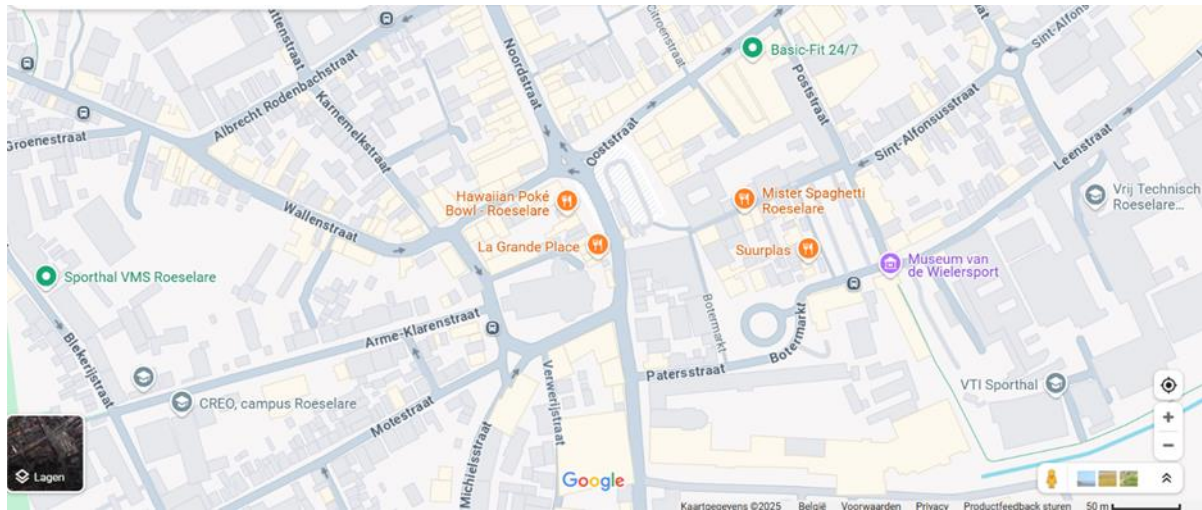 Citroenstraat
Noordstraat
Basic-Fit 24/7
Sint-Alfons
Albrecht Rodenbachstraat
Karnemelkstraat
Poststraat
Groenestraat
Ooststraat
Sint-Alfonsusstraat
Leenstraat
Hawaiian Poké
Bowl - Roeselare
Mister Spaghetti
Roeselare
Vrij Technisch
Roeselare...
Wallenstraat
La Grande Place
Suurplas
Museum van
de Wielersport
Sporthal VMS Roeselare
Botermarkt
Arme-Klarenstraat
Botermarkt
Blekerijstraat
Patersstraat
Verwerijstraat
VTI Sporthal
CREO, campus Roeselare
Motestraat
Michielsstraat
Lagen
Google
Kaartgegevens ©2025 België Voorwaarden Privacy Productfeedback sturen 50 m